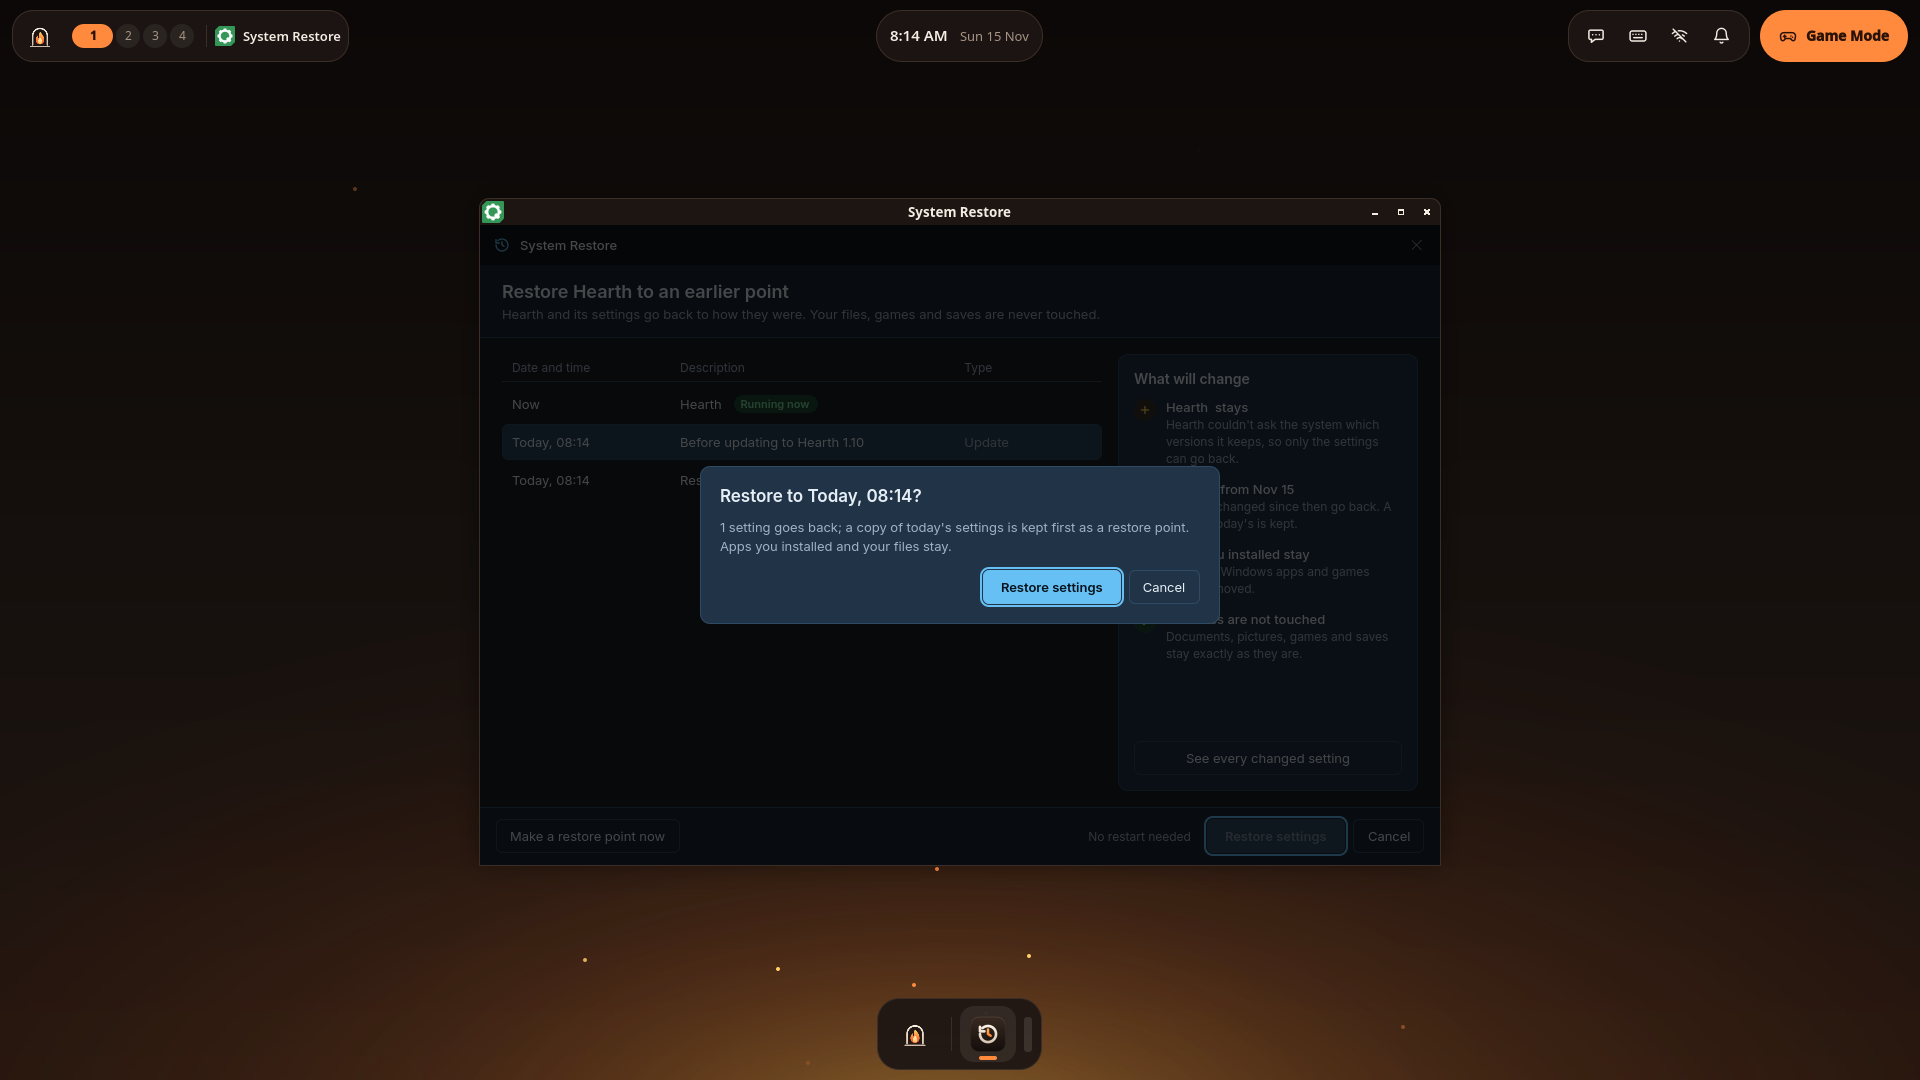 1 2 3 4 System Restore
8:14 AM Sun 15 Nov
Game Mode
System Restore
System Restore
Restore Hearth to an earlier point
Hearth and its settings go back to how they were. Your files, games and saves are never touched.
Date and time Description Type
Now Hearth Running now
Today, 08:14 Before updating to Hearth 1.10 Update
Today, 08:14 Res
What will change
Hearth stays
Hearth couldn't ask the system which
versions it keeps, so only the settings
can go back.
from Nov 15
changed since then go back. A
day's is kept.
installed stay
Windows apps and games
are not touched
Documents, pictures, games and saves
stay exactly as they are.
See every changed setting
Restore to Today, 08:14?
1 setting goes back; a copy of today's settings is kept first as a restore point.
Apps you installed and your files stay.
Restore settings Cancel
Make a restore point now No restart needed Restore settings Cancel